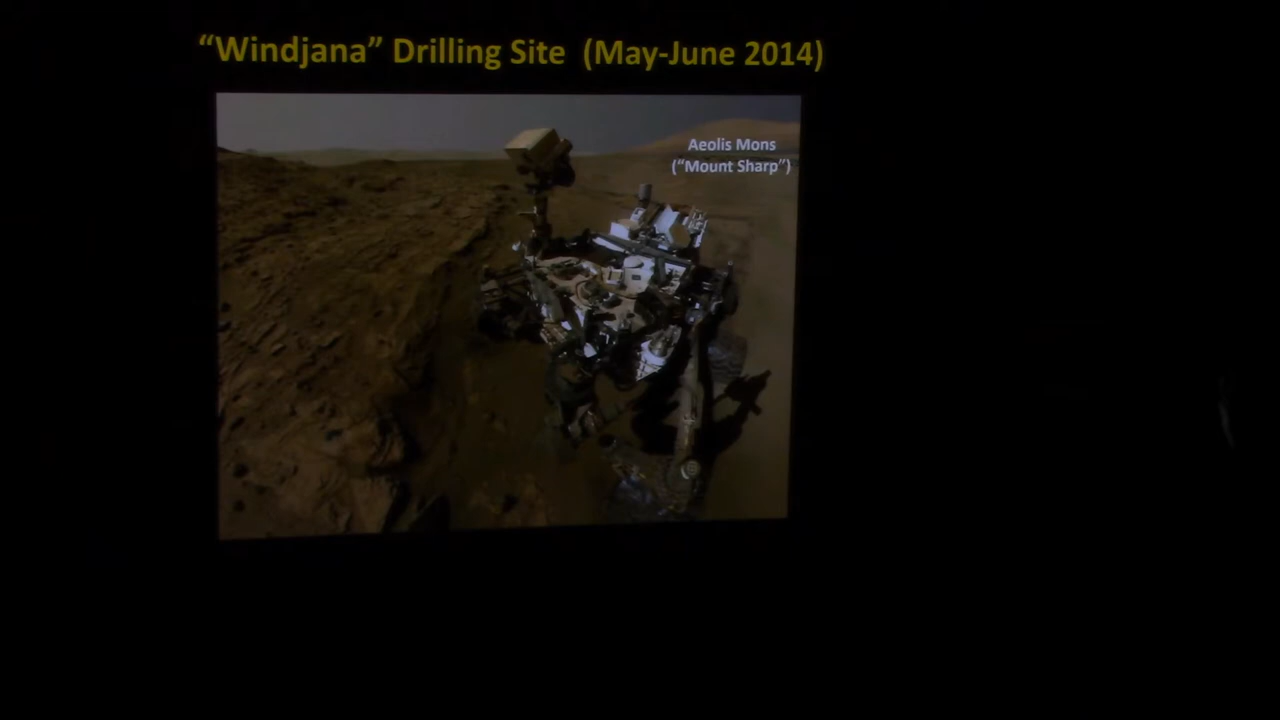 “Windjana” Drilling Site (May-June 2014)
Aeolis Mons
(“Mount Sharp”)